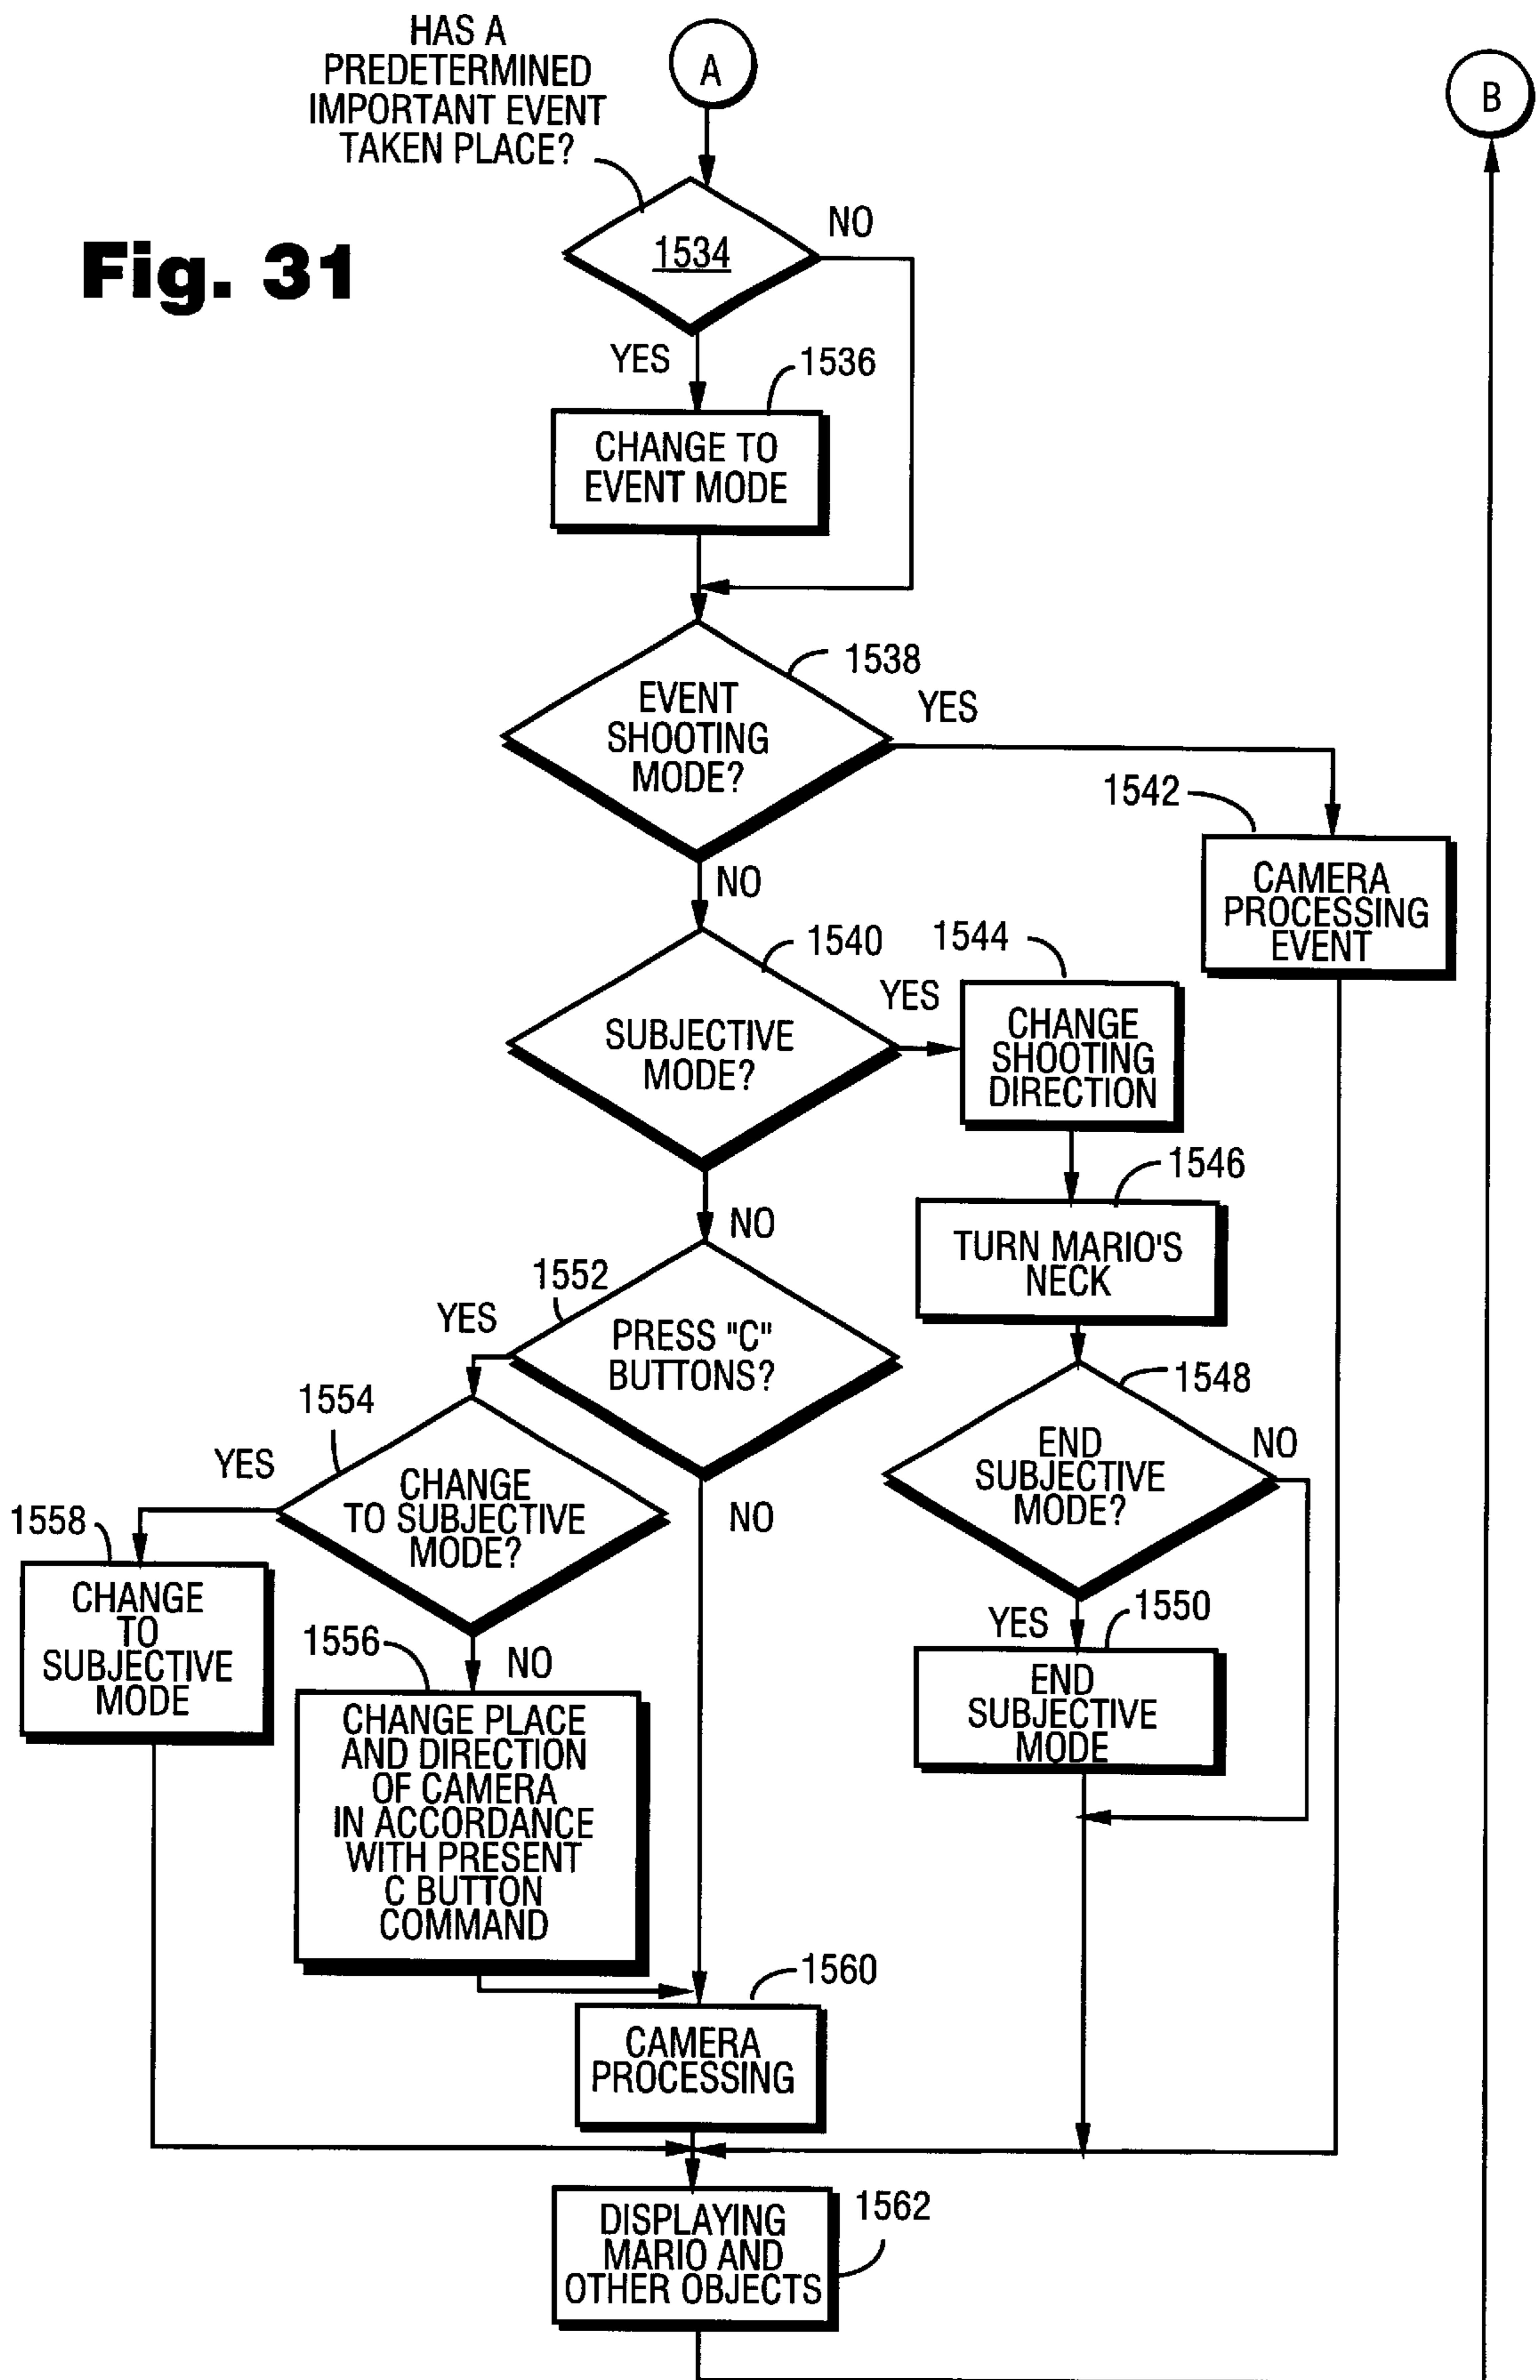 HAS A
PREDETERMINED
IMPORTANT EVENT
TAKEN PLACE?
A
B
Fig. 31
1534
NO
YES
1536
CHANGE TO
EVENT MODE
1538
EVENT
SHOOTING
MODE?
YES
NO
1542
CAMERA
PROCESSING
EVENT
1540
SUBJECTIVE
MODE?
YES
NO
1544
CHANGE
SHOOTING
DIRECTION
1546
TURN MARIO'S
NECK
1552
PRESS "C"
BUTTONS?
YES
NO
1548
END
SUBJECTIVE
MODE?
NO
YES
1554
CHANGE
TO SUBJECTIVE
MODE?
YES
NO
1558
CHANGE
TO
SUBJECTIVE
MODE
1556
CHANGE PLACE
AND DIRECTION
OF CAMERA
IN ACCORDANCE
WITH PRESENT
C BUTTON
COMMAND
1550
END
SUBJECTIVE
MODE
1560
CAMERA
PROCESSING
1562
DISPLAYING
MARIO AND
OTHER OBJECTS